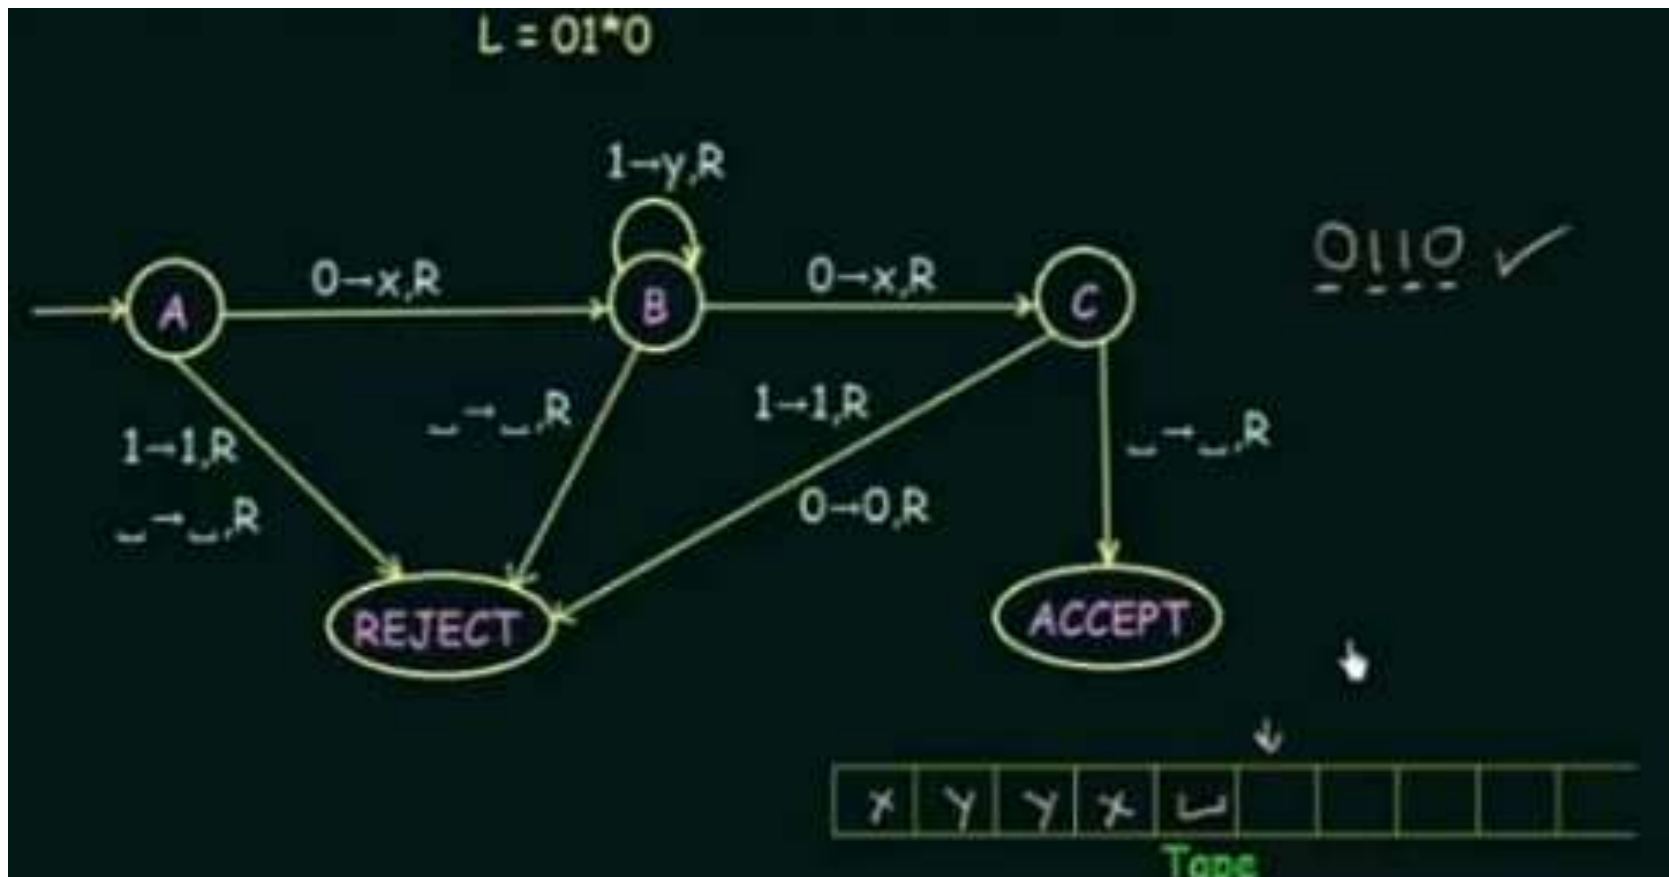 L = 01*0
1→y,R
0→x,R
0→x,R
0110 ✓
A
B
C
1→1,R
␣→␣,R
␣→␣,R
1→1,R
0→0,R
␣→␣,R
REJECT
ACCEPT
x y y x ␣
Tape